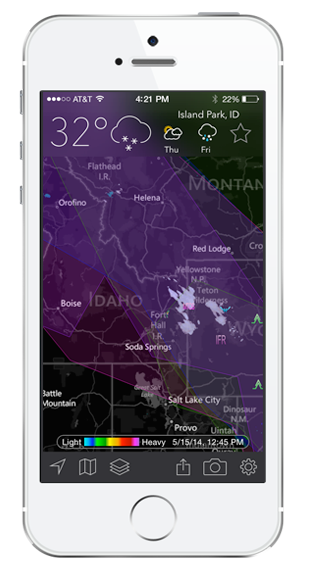 AT&T 4:21 PM 22%
Island Park, ID
32°
Thu Fri
Flathead
I.R.
MONTAN
Orofino
Helena
Red Lodge
Cro
Yellowstone
N.P.
Teton
Wilderness
IDAHO
Boise
Fort
Hall
I.R.
WYO
IFR
Soda Springs
Battle
Mountain
Great Salt
Lake
Salt Lake City
Dinosaur
N.M.
Provo
Uintah
Light Heavy 5/15/14, 12:45 PM